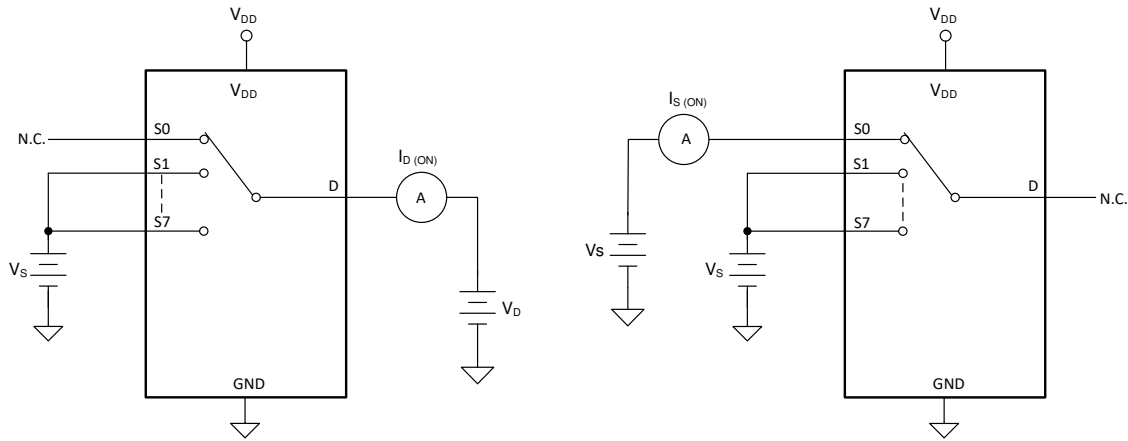 VDD
VDD
N.C.
S0
S1
S7
D
ID (ON)
A
VS
VD
GND
VDD
VDD
IS (ON)
A
S0
S1
S7
D
N.C.
VS
VS
GND